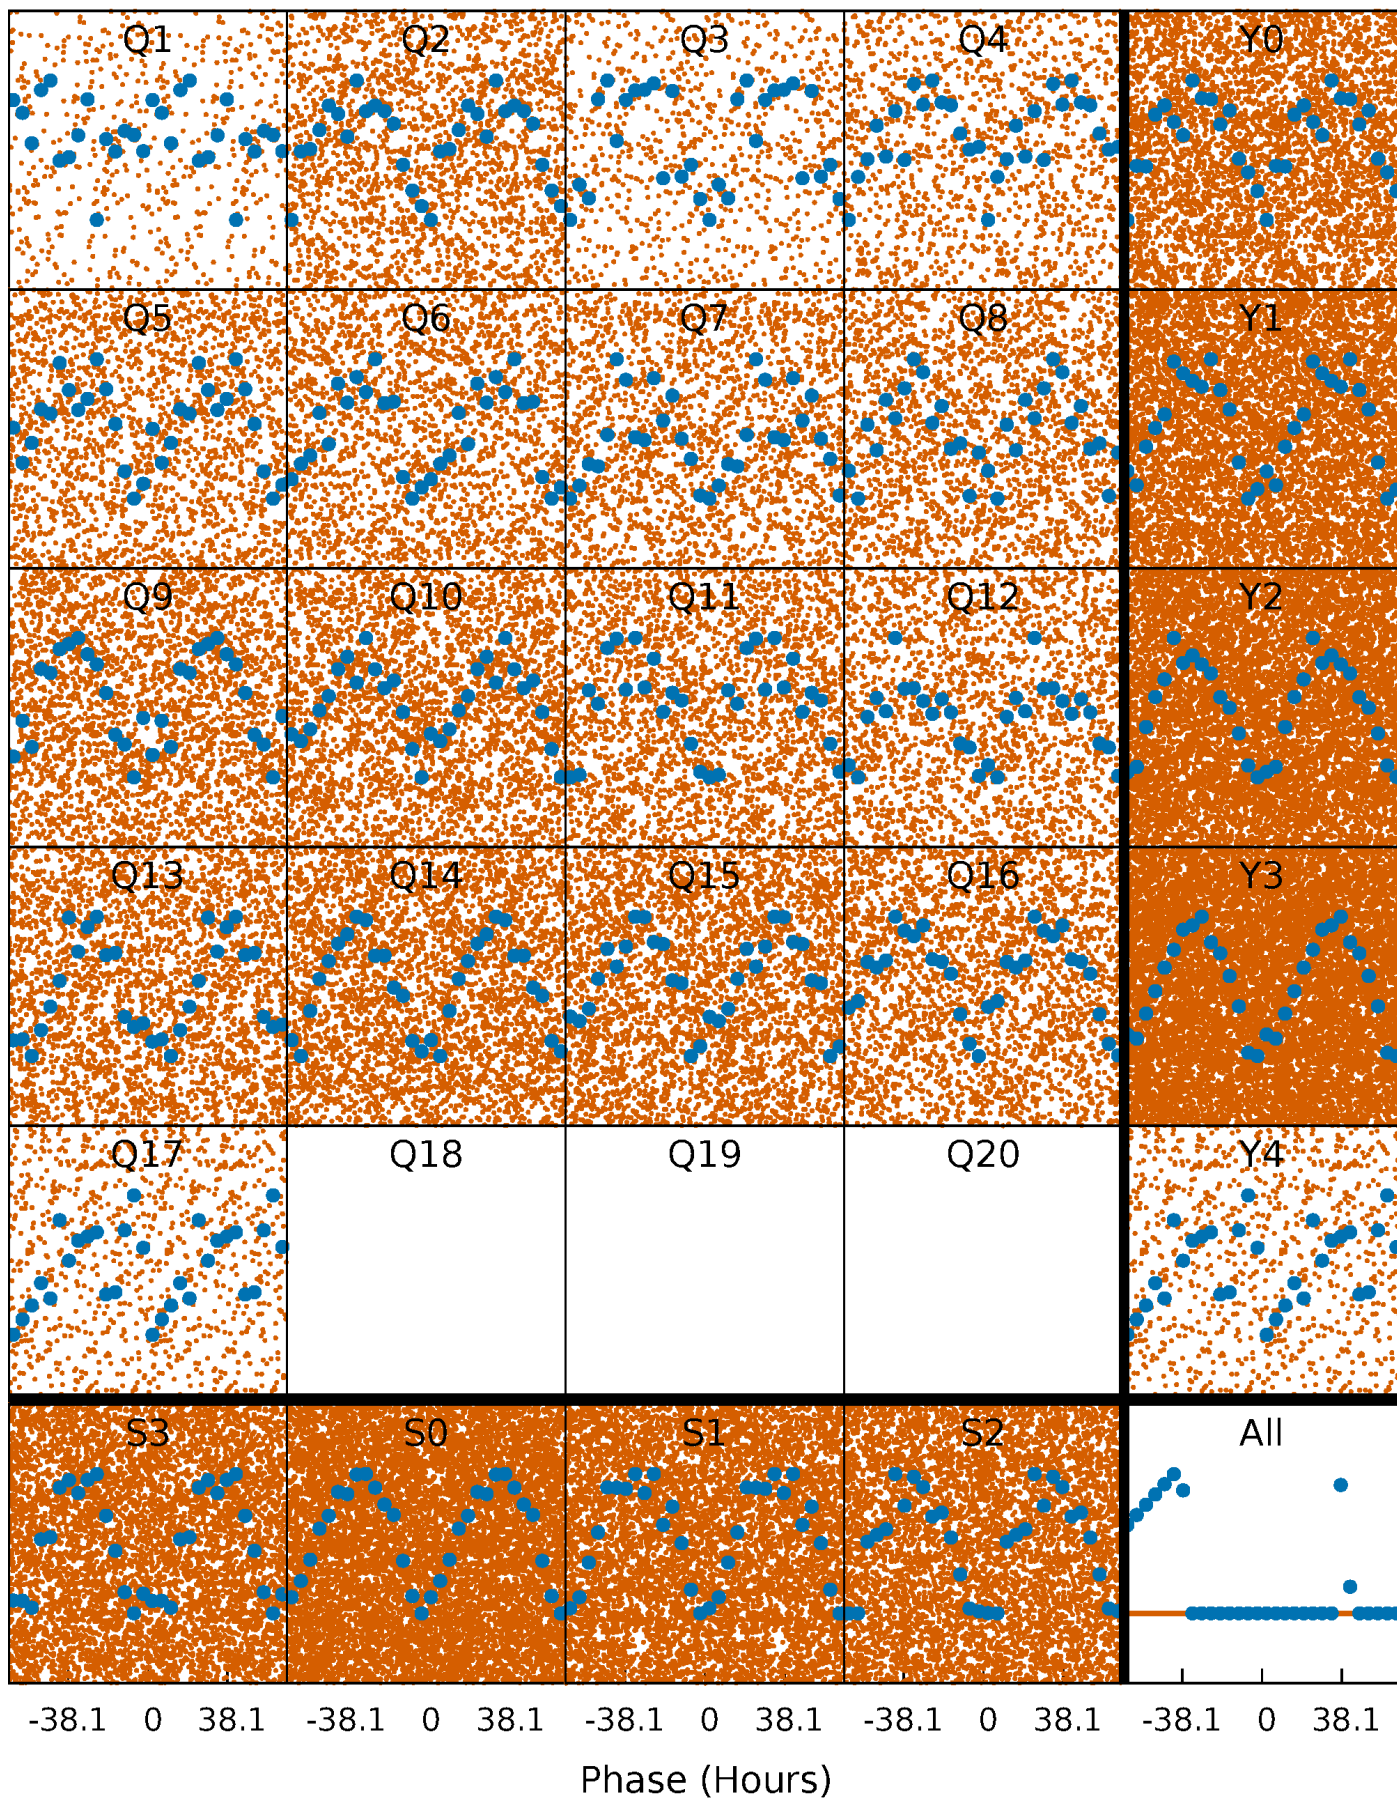 Q1 Q2 Q3 Q4 Y0
Q5 Q6 Q7 Q8 Y1
Q9 Q10 Q11 Q12 Y2
Q13 Q14 Q15 Q16 Y3
Q17 Q18 Q19 Q20 Y4
S3 S0 S1 S2 All
-38.1 0 38.1 -38.1 0 38.1 -38.1 0 38.1 -38.1 0 38.1 -38.1 0 38.1
Phase (Hours)